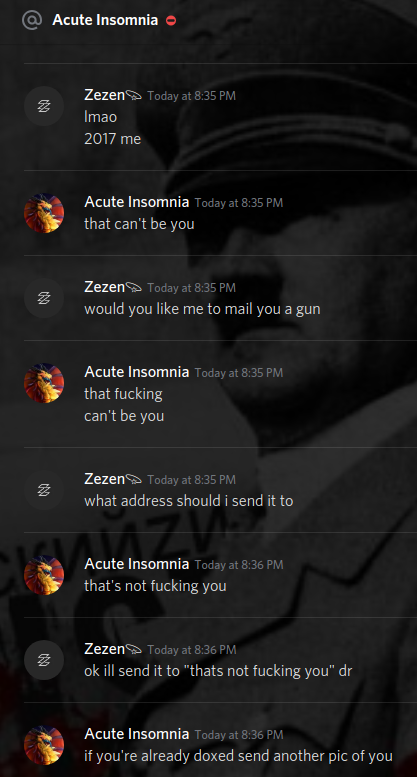 Acute Insomnia
Zezen Today at 8:35 PM
lmao
2017 me
Acute Insomnia Today at 8:35 PM
that can't be you
Zezen Today at 8:35 PM
would you like me to mail you a gun
Acute Insomnia Today at 8:35 PM
that fucking
can't be you
Zezen Today at 8:35 PM
what address should i send it to
Acute Insomnia Today at 8:36 PM
that's not fucking you
Zezen Today at 8:36 PM
ok ill send it to "thats not fucking you" dr
Acute Insomnia Today at 8:36 PM
if you're already doxed send another pic of you